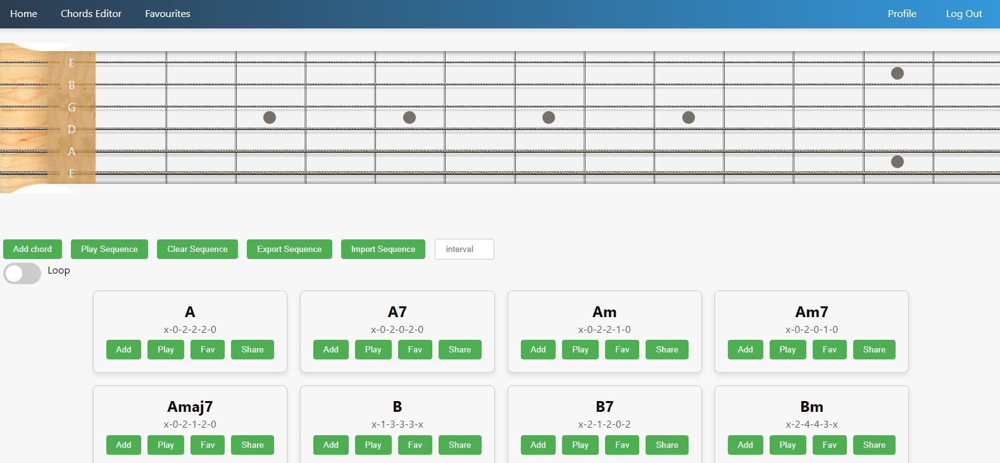 Home Chords Editor Favourites Profile Log Out
E
B
G
D
A
E
Add chord Play Sequence Clear Sequence Export Sequence Import Sequence interval
Loop
A A7 Am Am7
x-0-2-2-2-0 x-0-2-0-2-0 x-0-2-2-1-0 x-0-2-0-1-0
Add Play Fav Share Add Play Fav Share Add Play Fav Share Add Play Fav Share
Amaj7 B B7 Bm
x-0-2-1-2-0 x-1-3-3-3-x x-2-1-2-0-2 x-2-4-4-3-x
Add Play Fav Share Add Play Fav Share Add Play Fav Share Add Play Fav Share